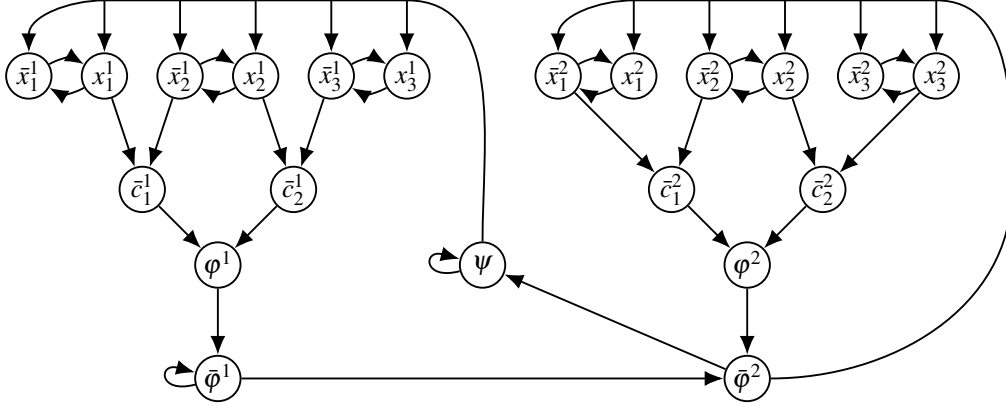 x̄₁¹ x₁¹ x̄₂¹ x₂¹ x̄₃¹ x₃¹ x̄₁² x₁² x̄₂² x₂² x̄₃² x₃²
c̄₁¹ c̄₂¹ c̄₁² c̄₂²
φ¹ ψ φ²
φ̄¹ φ̄²